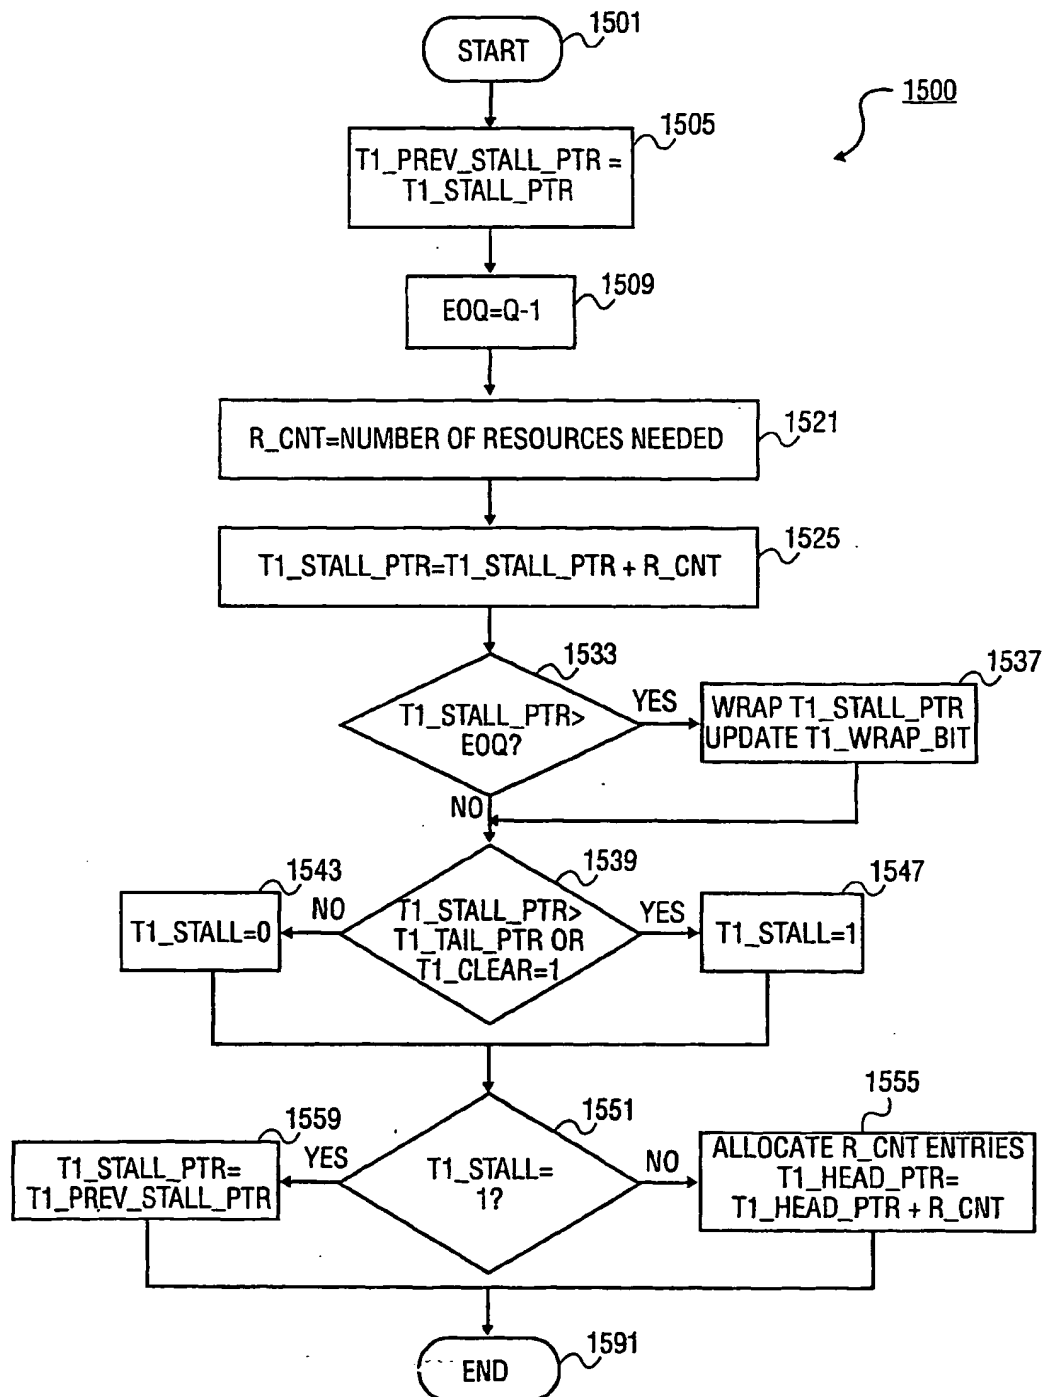 START
1501
1500
T1_PREV_STALL_PTR =
T1_STALL_PTR
1505
EOQ=Q-1
1509
R_CNT=NUMBER OF RESOURCES NEEDED
1521
T1_STALL_PTR=T1_STALL_PTR + R_CNT
1525
T1_STALL_PTR>
EOQ?
1533
YES
NO
WRAP T1_STALL_PTR
UPDATE T1_WRAP_BIT
1537
T1_STALL_PTR>
T1_TAIL_PTR OR
T1_CLEAR=1
1539
NO
YES
T1_STALL=0
1543
T1_STALL=1
1547
T1_STALL=
1?
1551
YES
NO
T1_STALL_PTR=
T1_PREV_STALL_PTR
1559
ALLOCATE R_CNT ENTRIES
T1_HEAD_PTR=
T1_HEAD_PTR + R_CNT
1555
END
1591